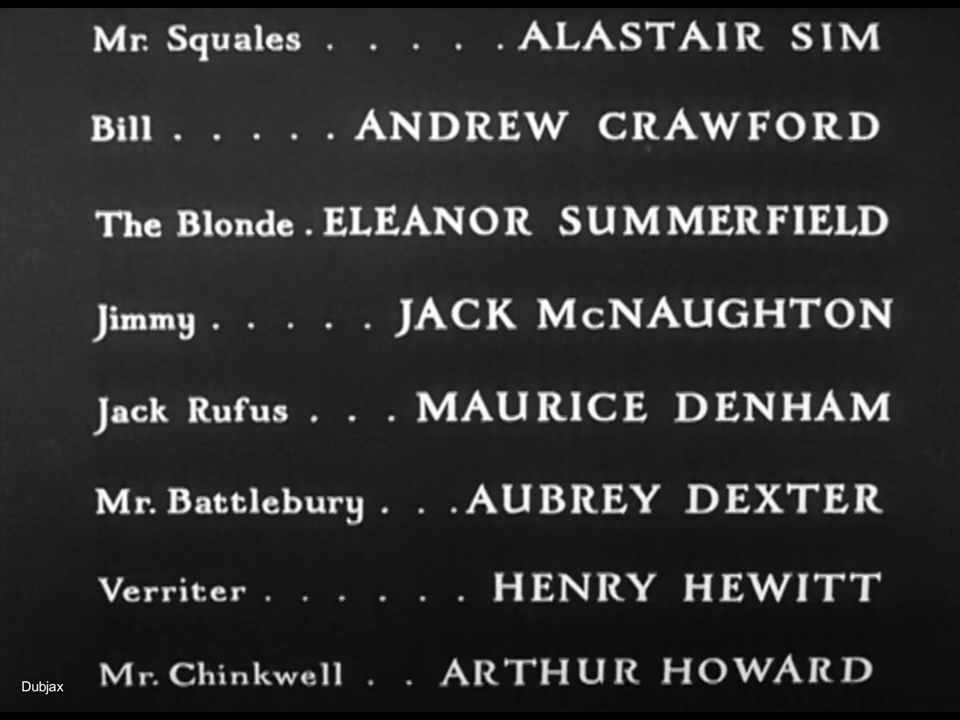 Mr. Squales . . . . . ALASTAIR SIM
Bill . . . . . ANDREW CRAWFORD
The Blonde . ELEANOR SUMMERFIELD
Jimmy . . . . . JACK McNAUGHTON
Jack Rufus . . . MAURICE DENHAM
Mr. Battlebury . . . AUBREY DEXTER
Verriter . . . . . . HENRY HEWITT
Mr. Chinkwell . . ARTHUR HOWARD
Dubjax